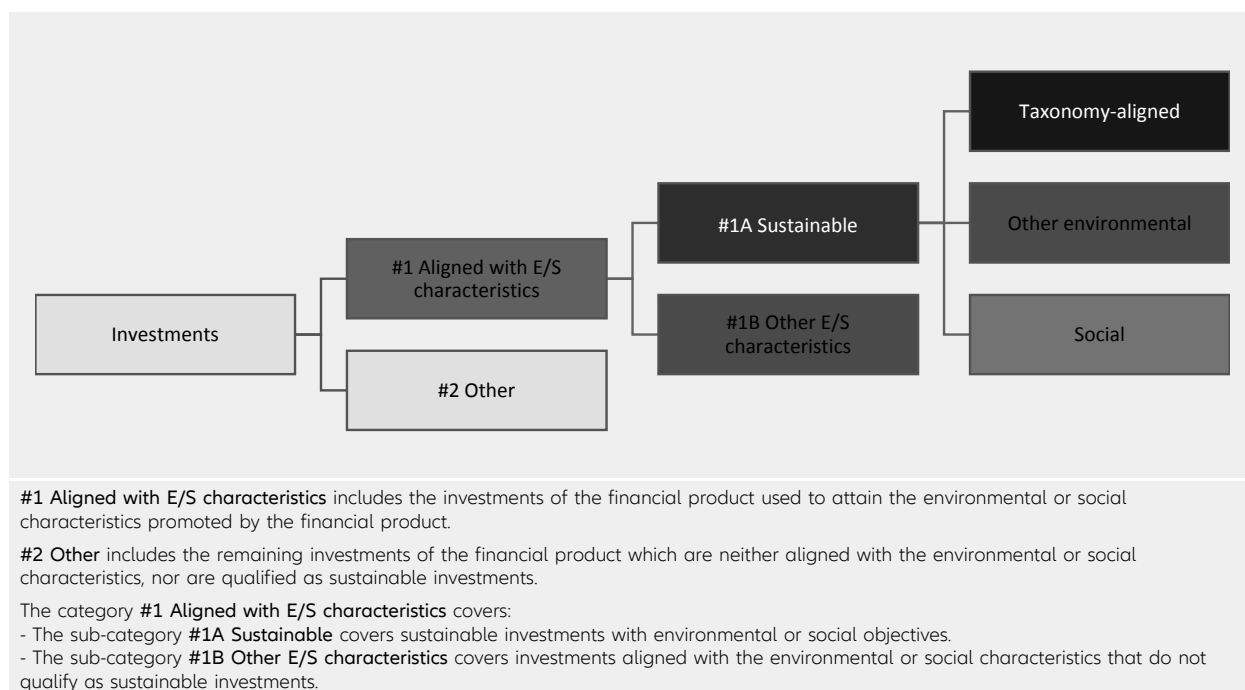 Taxonomy-aligned
#1A Sustainable
Other environmental
#1 Aligned with E/S
characteristics
Investments
#1B Other E/S
characteristics
Social
#2 Other
#1 Aligned with E/S characteristics includes the investments of the financial product used to attain the environmental or social
characteristics promoted by the financial product.
#2 Other includes the remaining investments of the financial product which are neither aligned with the environmental or social
characteristics, nor are qualified as sustainable investments.
The category #1 Aligned with E/S characteristics covers:
- The sub-category #1A Sustainable covers sustainable investments with environmental or social objectives.
- The sub-category #1B Other E/S characteristics covers investments aligned with the environmental or social characteristics that do not
qualify as sustainable investments.